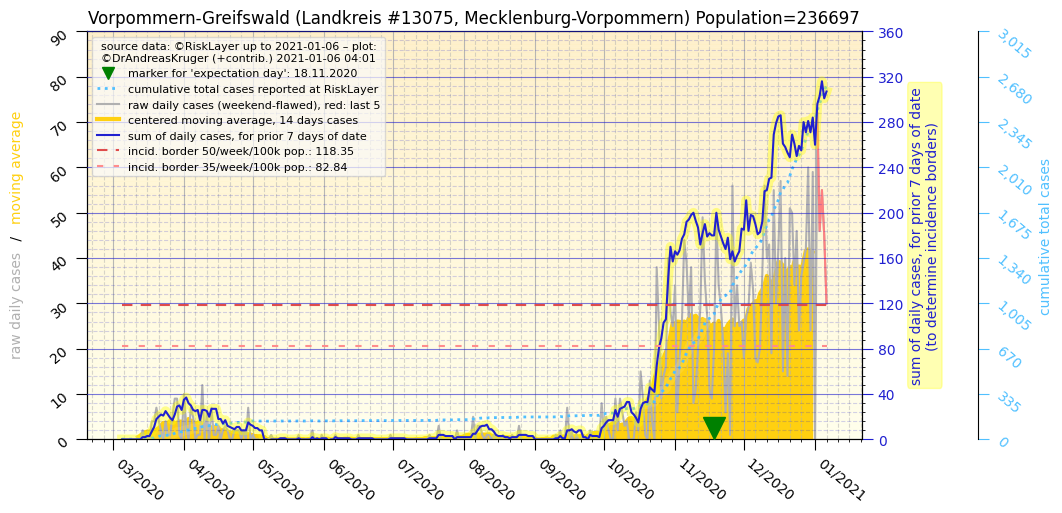 Vorpommern-Greifswald (Landkreis #13075, Mecklenburg-Vorpommern) Population=236697
source data: ©RiskLayer up to 2021-01-06 – plot:
©DrAndreasKruger (+contrib.) 2021-01-06 04:01
marker for 'expectation day': 18.11.2020
cumulative total cases reported at RiskLayer
raw daily cases (weekend-flawed), red: last 5
centered moving average, 14 days cases
sum of daily cases, for prior 7 days of date
incid. border 50/week/100k pop.: 118.35
incid. border 35/week/100k pop.: 82.84
raw daily cases / moving average
90
80
70
60
50
40
30
20
10
0
03/2020
04/2020
05/2020
06/2020
07/2020
08/2020
09/2020
10/2020
11/2020
12/2020
01/2021
360
320
280
240
200
160
120
80
40
0
sum of daily cases, for prior 7 days of date
(to determine incidence borders)
3,015
2,680
2,345
2,010
1,675
1,340
1,005
670
335
0
cumulative total cases